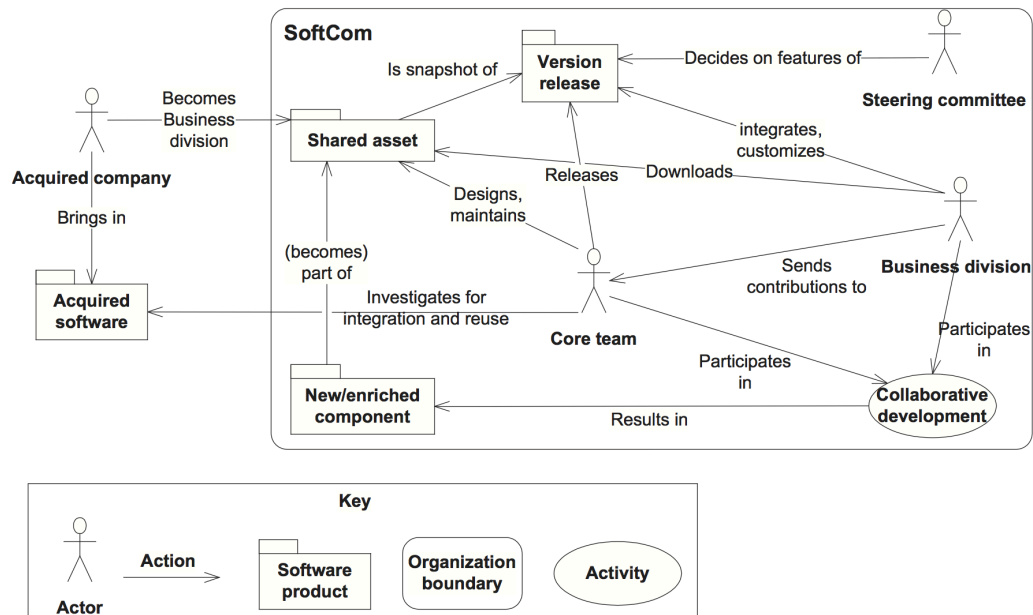 SoftCom
Version
release
Is snapshot of
Decides on features of
Steering committee
Becomes
Business
division
Shared asset
integrates,
customizes
Acquired company
Releases
Downloads
Designs,
maintains
Brings in
(becomes)
part of
Sends
contributions to
Business division
Acquired
software
Investigates for
integration and reuse
Core team
Participates
in
Participates
in
New/enriched
component
Results in
Collaborative
development
Key
Actor
Action
Software
product
Organization
boundary
Activity